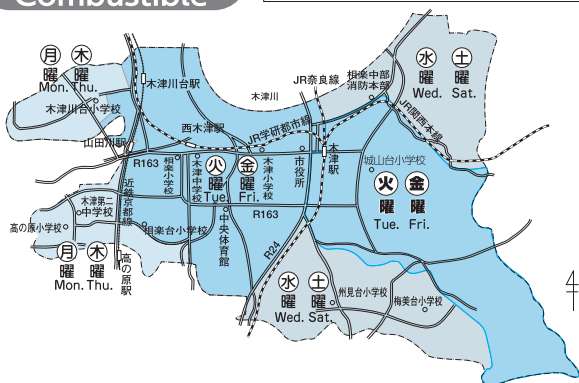 Combustible
月 木
曜 曜
Mon. Thu.
木津川台小学校
木津川台駅
山田川駅
西木津駅
木津川
JR奈良線
相楽中部
消防本部
水 土
曜 曜
Wed. Sat.
JR学研都市線
JR関西本線
R163
相楽小学校
木津中学校
火 金
曜 曜
Tue. Fri.
木津小学校
市役所
木津駅
城山台小学校
火 金
曜 曜
Tue. Fri.
近鉄京都線
木津第二
中学校
高の原小学校
相楽台小学校
中央体育館
R163
R24
月 木
曜 曜
Mon. Thu.
高の原駅
水 土
曜 曜
Wed. Sat.
州見台小学校
梅美台小学校